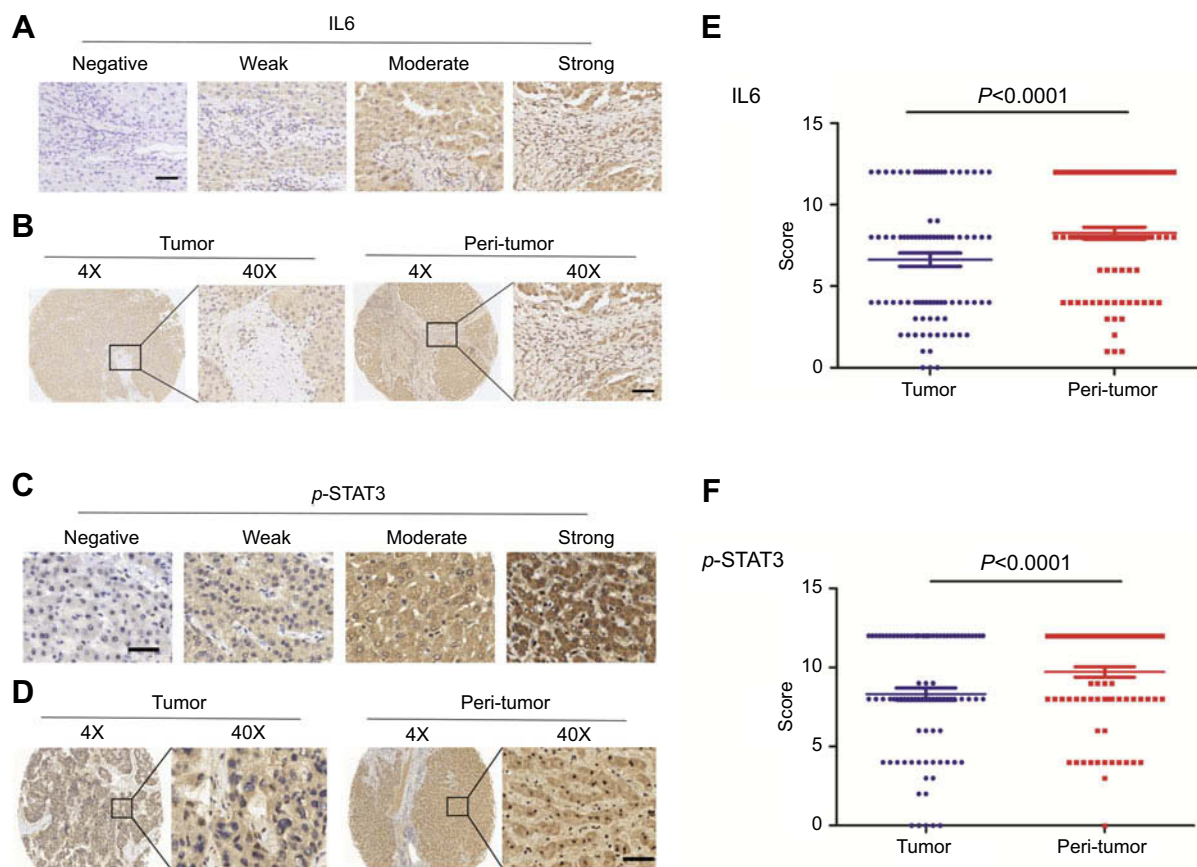 A
IL6
Negative Weak Moderate Strong
B
Tumor Peri-tumor
4X 40X 4X 40X
C
p-STAT3
Negative Weak Moderate Strong
D
Tumor Peri-tumor
4X 40X 4X 40X
E
IL6
P<0.0001
15
10
5
0
Score
Tumor Peri-tumor
F
p-STAT3
P<0.0001
15
10
5
0
Score
Tumor Peri-tumor